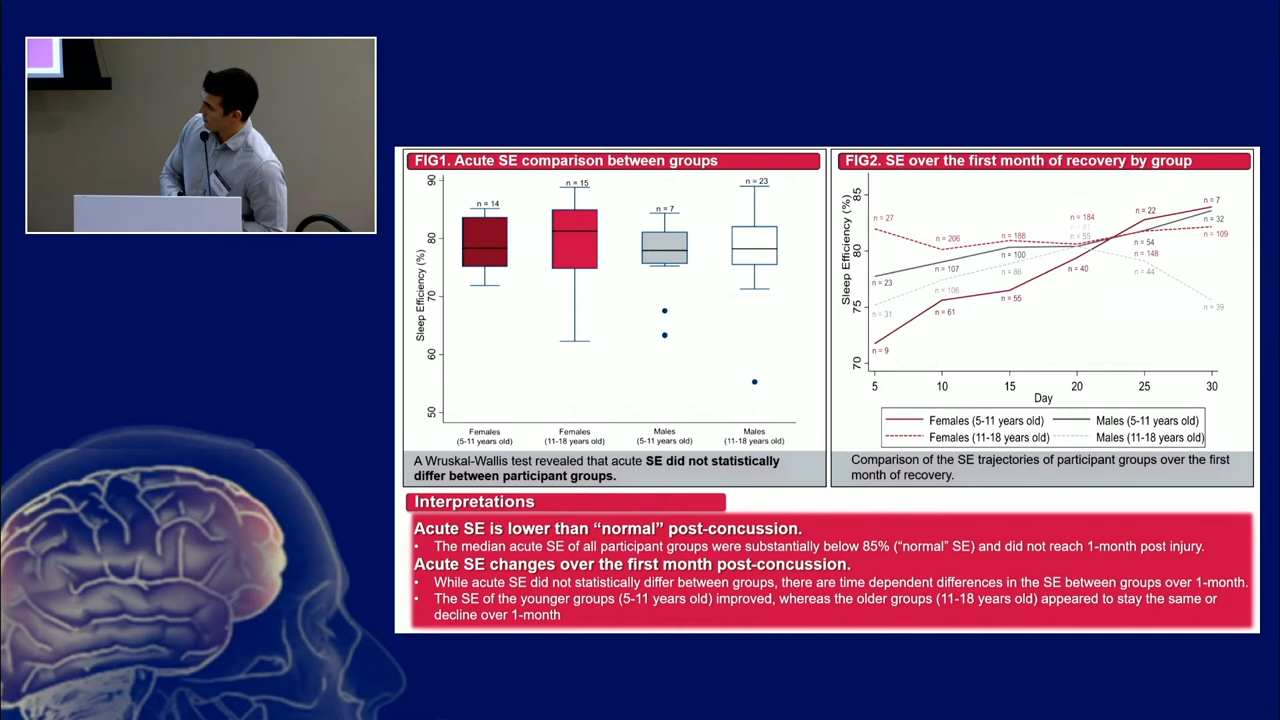 FIG1. Acute SE comparison between groups
90
80
70
60
50
Sleep Efficiency (%)
n = 14
n = 15
n = 7
n = 23
Females
(5-11 years old)
Females
(11-18 years old)
Males
(5-11 years old)
Males
(11-18 years old)
A Wruskal-Wallis test revealed that acute SE did not statistically
differ between participant groups.
FIG2. SE over the first month of recovery by group
85
80
75
70
Sleep Efficiency (%)
n = 27
n = 23
n = 31
n = 9
n = 206
n = 107
n = 106
n = 61
n = 188
n = 100
n = 86
n = 55
n = 184
n = 55
n = 40
n = 22
n = 54
n = 148
n = 44
n = 7
n = 32
n = 109
n = 39
5
10
15
20
25
30
Day
Females (5-11 years old)
Males (5-11 years old)
Females (11-18 years old)
Males (11-18 years old)
Comparison of the SE trajectories of participant groups over the first
month of recovery.
Interpretations
Acute SE is lower than “normal” post-concussion.
• The median acute SE of all participant groups were substantially below 85% (“normal” SE) and did not reach 1-month post injury.
Acute SE changes over the first month post-concussion.
• While acute SE did not statistically differ between groups, there are time dependent differences in the SE between groups over 1-month.
• The SE of the younger groups (5-11 years old) improved, whereas the older groups (11-18 years old) appeared to stay the same or
decline over 1-month